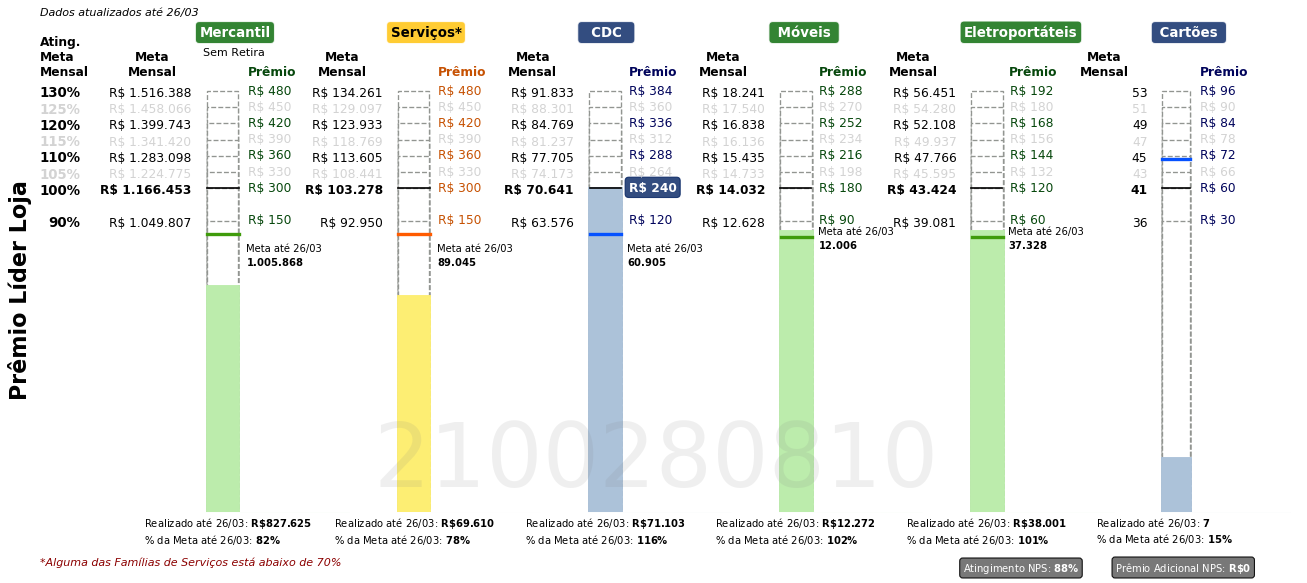 Dados atualizados até 26/03
Mercantil Serviços* CDC Móveis Eletroportáteis Cartões
Sem Retira
Ating. Meta Mensal
Meta Mensal Prêmio Meta Mensal Prêmio Meta Mensal Prêmio Meta Mensal Prêmio Meta Mensal Prêmio Meta Mensal Prêmio
130% R$ 1.516.388 R$ 480 R$ 134.261 R$ 480 R$ 91.833 R$ 384 R$ 18.241 R$ 288 R$ 56.451 R$ 192 53 R$ 96
125% R$ 1.458.066 R$ 450 R$ 129.097 R$ 450 R$ 88.301 R$ 360 R$ 17.540 R$ 270 R$ 54.280 R$ 180 51 R$ 90
120% R$ 1.399.743 R$ 420 R$ 123.933 R$ 420 R$ 84.769 R$ 336 R$ 16.838 R$ 252 R$ 52.108 R$ 168 49 R$ 84
115% R$ 1.341.420 R$ 390 R$ 118.769 R$ 390 R$ 81.237 R$ 312 R$ 16.136 R$ 234 R$ 49.937 R$ 156 47 R$ 78
110% R$ 1.283.098 R$ 360 R$ 113.605 R$ 360 R$ 77.705 R$ 288 R$ 15.435 R$ 216 R$ 47.766 R$ 144 45 R$ 72
105% R$ 1.224.775 R$ 330 R$ 108.441 R$ 330 R$ 74.173 R$ 264 R$ 14.733 R$ 198 R$ 45.595 R$ 132 43 R$ 66
100% R$ 1.166.453 R$ 300 R$ 103.278 R$ 300 R$ 70.641 R$ 240 R$ 14.032 R$ 180 R$ 43.424 R$ 120 41 R$ 60
90% R$ 1.049.807 R$ 150 R$ 92.950 R$ 150 R$ 63.576 R$ 120 R$ 12.628 R$ 90 R$ 39.081 R$ 60 36 R$ 30
Meta até 26/03 Meta até 26/03 Meta até 26/03 Meta até 26/03 Meta até 26/03
1.005.868 89.045 60.905 12.006 37.328
Prêmio Líder Loja
2100280810
Realizado até 26/03: R$827.625 Realizado até 26/03: R$69.610 Realizado até 26/03: R$71.103 Realizado até 26/03: R$12.272 Realizado até 26/03: R$38.001 Realizado até 26/03: 7
% da Meta até 26/03: 82% % da Meta até 26/03: 78% % da Meta até 26/03: 116% % da Meta até 26/03: 102% % da Meta até 26/03: 101% % da Meta até 26/03: 15%
*Alguma das Famílias de Serviços está abaixo de 70%
Atingimento NPS: 88% Prêmio Adicional NPS: R$0